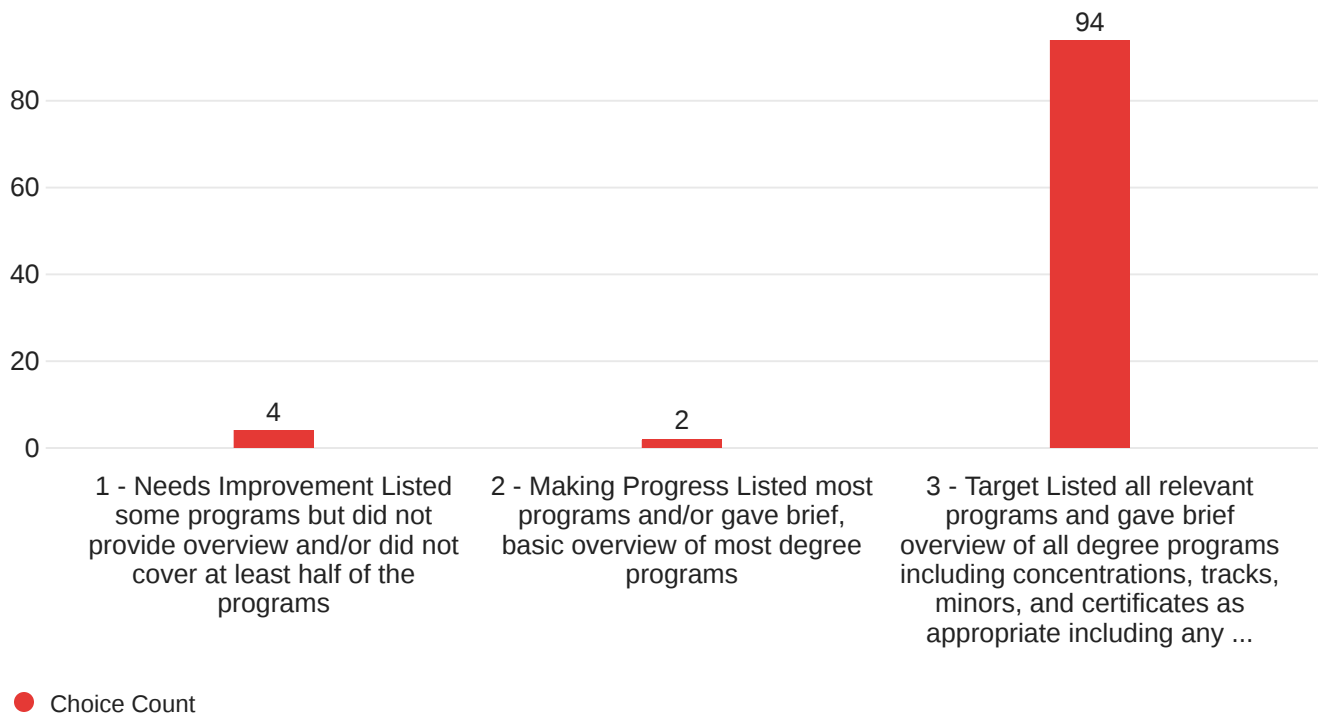 94
80
60
40
20
4
2
0
1 - Needs Improvement Listed
some programs but did not
provide overview and/or did not
cover at least half of the
programs
2 - Making Progress Listed most
programs and/or gave brief,
basic overview of most degree
programs
3 - Target Listed all relevant
programs and gave brief
overview of all degree programs
including concentrations, tracks,
minors, and certificates as
appropriate including any ...
Choice Count